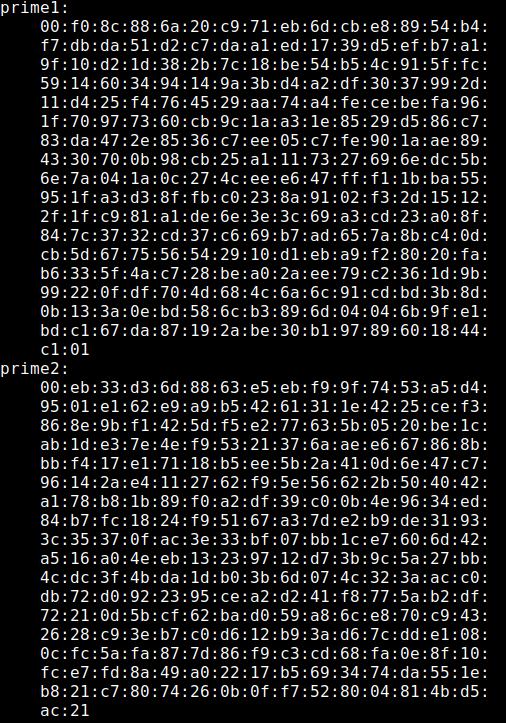 prime1:
00:f0:8c:88:6a:20:c9:71:eb:6d:cb:e8:89:54:b4:
f7:db:da:51:d2:c7:da:a1:ed:17:39:d5:ef:b7:a1:
9f:10:d2:1d:38:2b:7c:18:be:54:b5:4c:91:5f:fc:
59:14:60:34:94:14:9a:3b:d4:a2:df:30:37:99:2d:
11:d4:25:f4:76:45:29:aa:74:a4:fe:ce:be:fa:96:
1f:70:97:73:60:cb:9c:1a:a3:1e:85:29:d5:86:c7:
83:da:47:2e:85:36:c7:ee:05:c7:fe:90:1a:ae:89:
43:30:70:0b:98:cb:25:a1:11:73:27:69:6e:dc:5b:
6e:7a:04:1a:0c:27:4c:ee:e6:47:ff:f1:1b:ba:55:
95:1f:a3:d3:8f:fb:c0:23:8a:91:02:f3:2d:15:12:
2f:1f:c9:81:a1:de:6e:3e:3c:69:a3:cd:23:a0:8f:
84:7c:37:32:cd:37:c6:69:b7:ad:65:7a:8b:c4:0d:
cb:5d:67:75:56:54:29:10:d1:eb:a9:f2:80:20:fa:
b6:33:5f:4a:c7:28:be:a0:2a:ee:79:c2:36:1d:9b:
99:22:0f:df:70:4d:68:4c:6a:6c:91:cd:bd:3b:8d:
0b:13:3a:0e:bd:58:6c:b3:89:6d:04:04:6b:9f:e1:
bd:c1:67:da:87:19:2a:be:30:b1:97:89:60:18:44:
c1:01
prime2:
00:eb:33:d3:6d:88:63:e5:eb:f9:9f:74:53:a5:d4:
95:01:e1:62:e9:a9:b5:42:61:31:1e:42:25:ce:f3:
86:8e:9b:f1:42:5d:f5:e2:77:63:5b:05:20:be:1c:
ab:1d:e3:7e:4e:f9:53:21:37:6a:ae:e6:67:86:8b:
bb:f4:17:e1:71:18:b5:ee:5b:2a:41:0d:6e:47:c7:
96:14:2a:e4:11:27:62:f9:5e:56:62:2b:50:40:42:
a1:78:b8:1b:89:f0:a2:df:39:c0:0b:4e:96:34:ed:
84:b7:fc:18:24:f9:51:67:a3:7d:e2:b9:de:31:93:
3c:35:37:0f:ac:3e:33:bf:07:bb:1c:e7:60:6d:42:
a5:16:a0:4e:eb:13:23:97:12:d7:3b:9c:5a:27:bb:
4c:dc:3f:4b:da:1d:b0:3b:6d:07:4c:32:3a:ac:c0:
db:72:d0:92:23:95:ce:a2:d2:41:f8:77:5a:b2:df:
72:21:0d:5b:cf:62:ba:d0:59:a8:6c:e8:70:c9:43:
26:28:c9:3e:b7:c0:d6:12:b9:3a:d6:7c:dd:e1:08:
0c:fc:5a:fa:87:7d:86:f9:c3:cd:68:fa:0e:8f:10:
fc:e7:fd:8a:49:a0:22:17:b5:69:34:74:da:55:1e:
b8:21:c7:80:74:26:0b:0f:f7:52:80:04:81:4b:d5:
ac:21